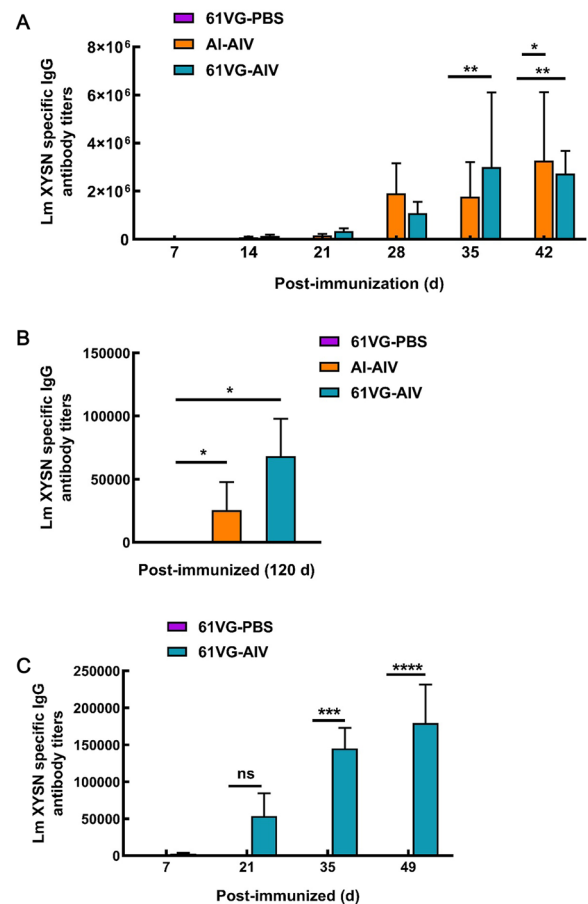 A
61VG-PBS
Al-AIV
61VG-AIV
Lm XYSN specific IgG
antibody titers
8×10⁶
6×10⁶
4×10⁶
2×10⁶
0
**
*
**
7 14 21 28 35 42
Post-immunization (d)
B
61VG-PBS
Al-AIV
61VG-AIV
Lm XYSN specific IgG
antibody titers
150000
100000
50000
0
*
*
Post-immunized (120 d)
C
61VG-PBS
61VG-AIV
Lm XYSN specific IgG
antibody titers
250000
200000
150000
100000
50000
0
ns
***
****
7 21 35 49
Post-immunized (d)